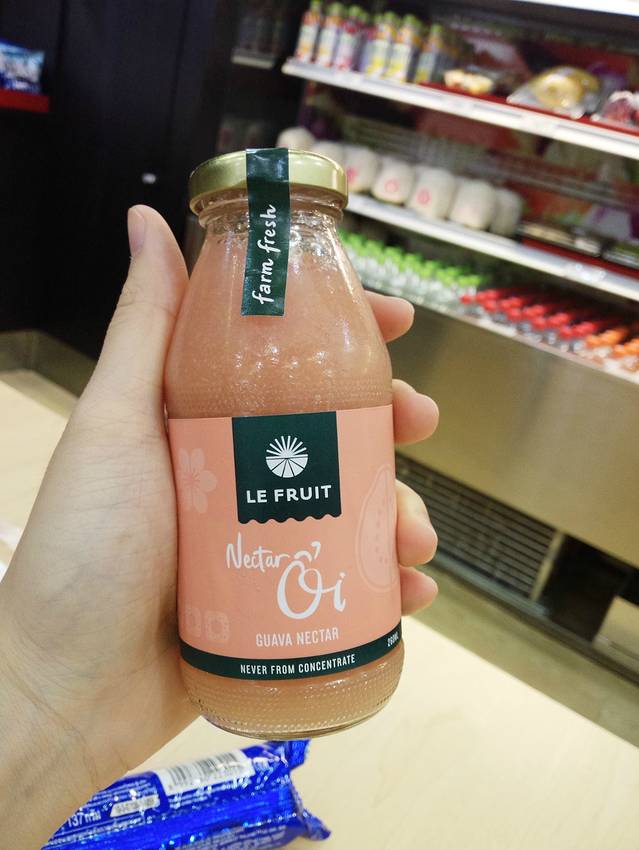 farm fresh
LE FRUIT
Nectar
Ổi
GUAVA NECTAR
NEVER FROM CONCENTRATE